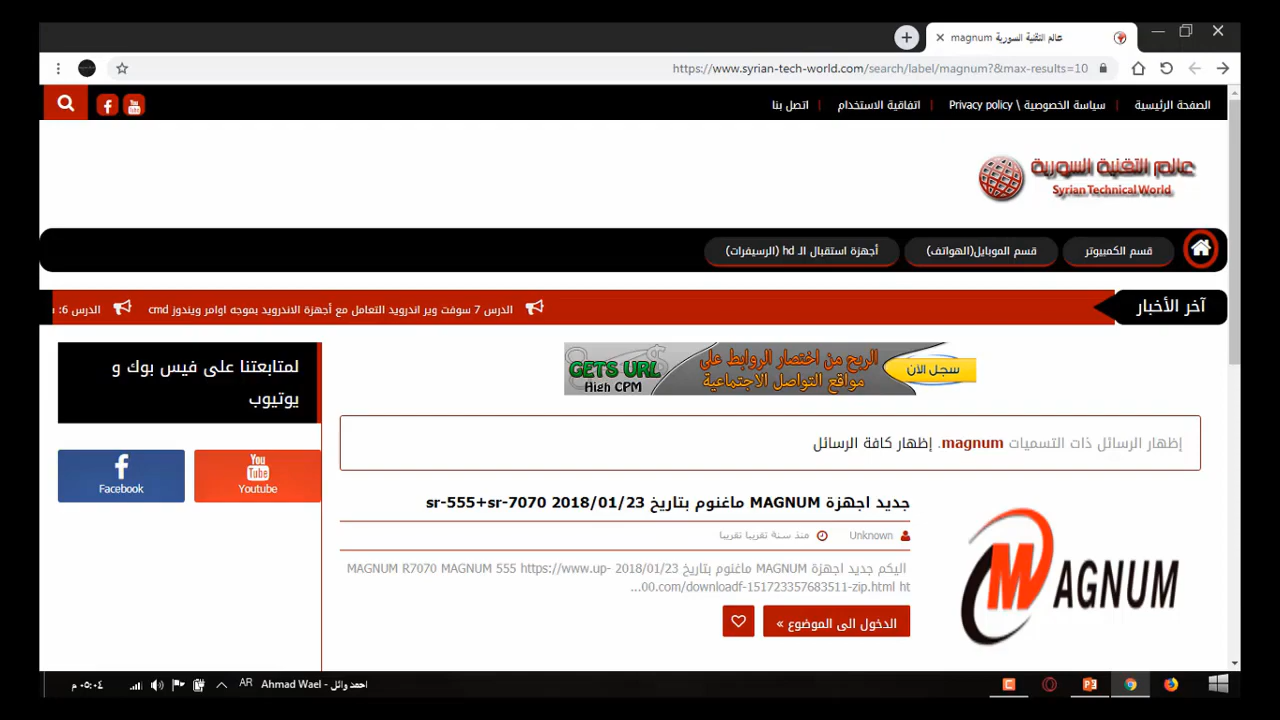 عالم التقنية السورية magnum
https://www.syrian-tech-world.com/search/label/magnum?&max-results=10
الصفحة الرئيسية
سياسة الخصوصية \ Privacy policy
اتفاقية الاستخدام
اتصل بنا
You Tube
عالم التقنية السورية
Syrian Technical World
قسم الكمبيوتر
قسم الموبايل(الهواتف)
أجهزة استقبال الـ hd (الرسيفرات)
آخر الأخبار
الدرس 7 سوفت وير اندرويد التعامل مع أجهزة الاندرويد بموجه اوامر ويندوز cmd
الدرس 6:
GETS URL
High CPM
الربح من اختصار الروابط على
مواقع التواصل الاجتماعية
سجل الآن
لمتابعتنا على فيس بوك و
يوتيوب
Facebook
You Tube
Youtube
إظهار الرسائل ذات التسميات magnum. إظهار كافة الرسائل
جديد اجهزة MAGNUM ماغنوم بتاريخ 2018/01/23 sr-555+sr-7070
Unknown
منذ سنة تقريبا تقريبا
اليكم جديد اجهزة MAGNUM ماغنوم بتاريخ 2018/01/23 MAGNUM R7070 MAGNUM 555 https://www.up-
00.com/downloadf-151723357683511-zip.html ht...
الدخول الى الموضوع »
MAGNUM
٠٥:٠٤ م
AR
احمد وائل - Ahmad Wael